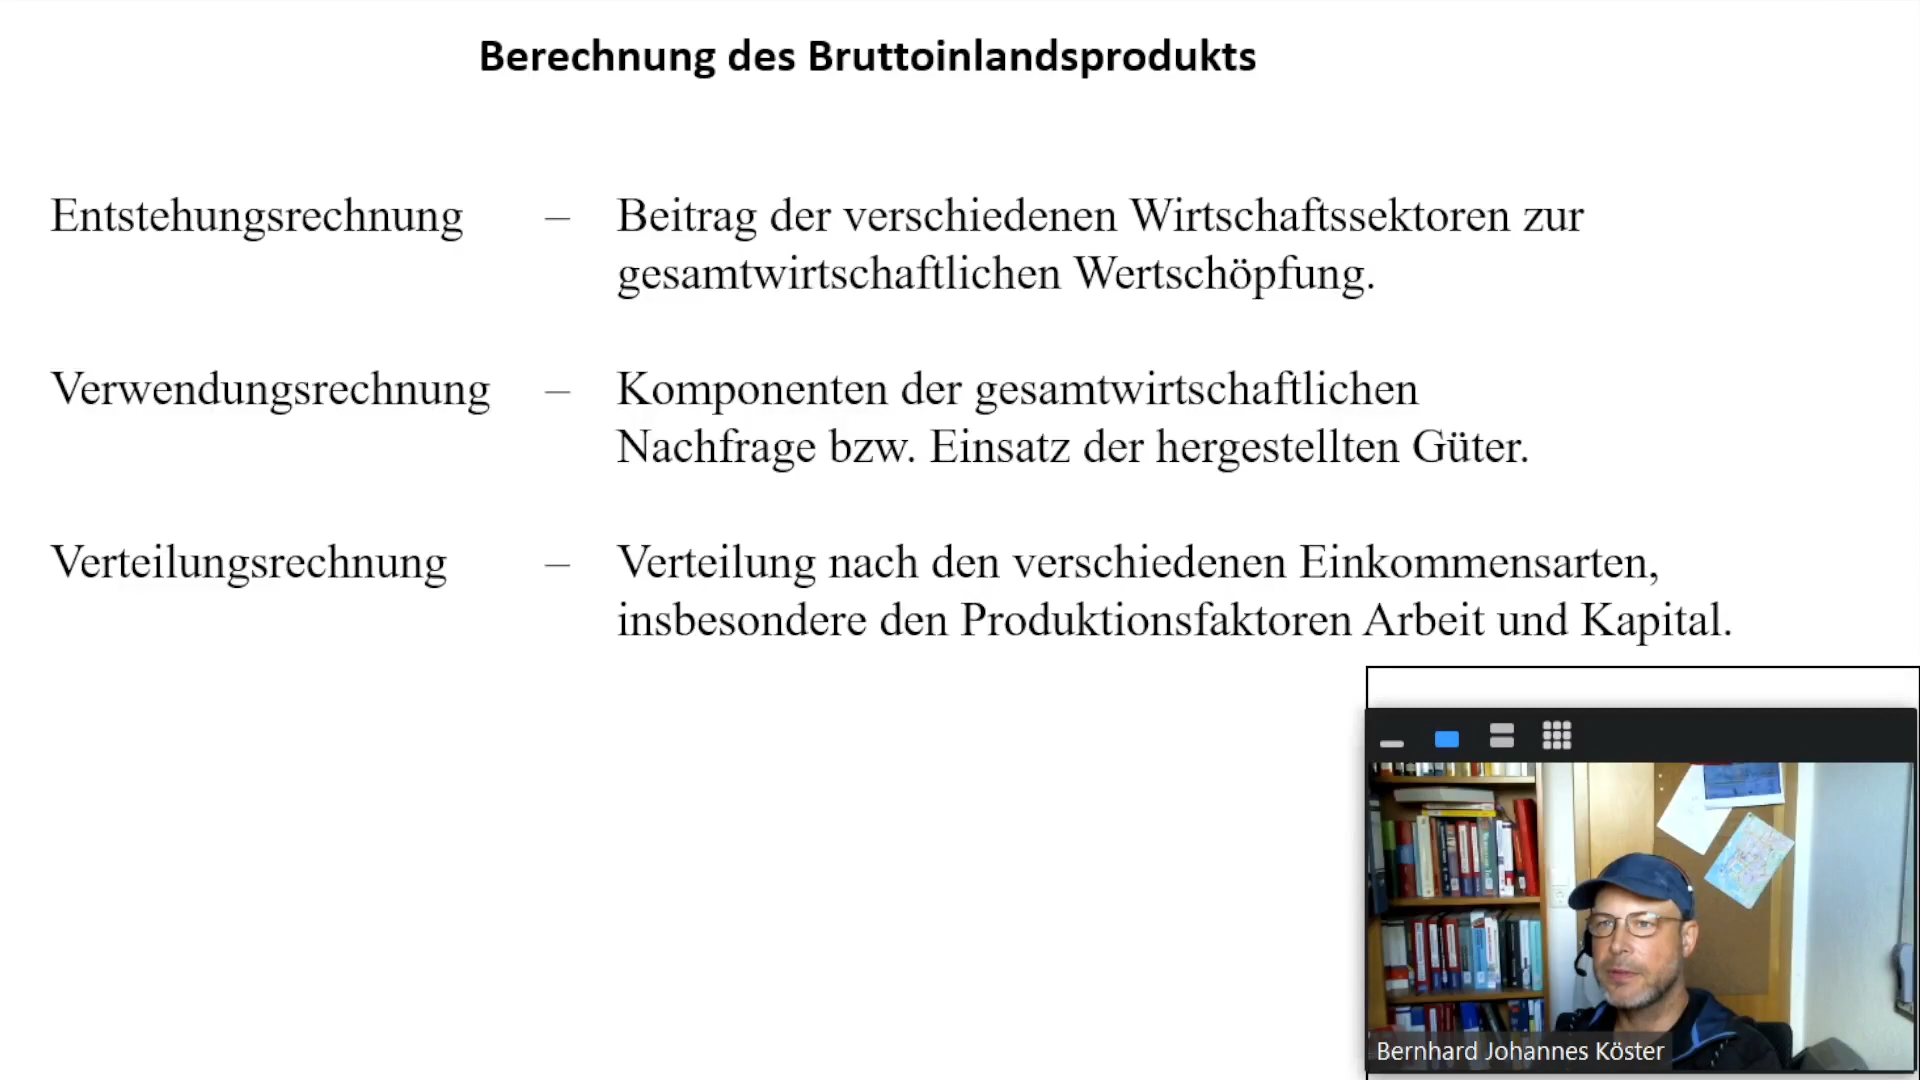 Berechnung des Bruttoinlandsprodukts
Entstehungsrechnung – Beitrag der verschiedenen Wirtschaftssektoren zur
gesamtwirtschaftlichen Wertschöpfung.
Verwendungsrechnung – Komponenten der gesamtwirtschaftlichen
Nachfrage bzw. Einsatz der hergestellten Güter.
Verteilungsrechnung – Verteilung nach den verschiedenen Einkommensarten,
insbesondere den Produktionsfaktoren Arbeit und Kapital.
Bernhard Johannes Köster